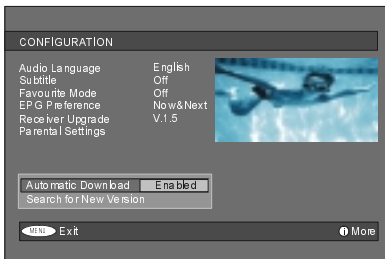 CONFIGURATION
Audio Language English
Subtitle Off
Favourite Mode Off
EPG Preference Now&Next
Receiver Upgrade V.1.5
Parental Settings
Automatic Download Enabled
Search for New Version
MENU Exit
i More